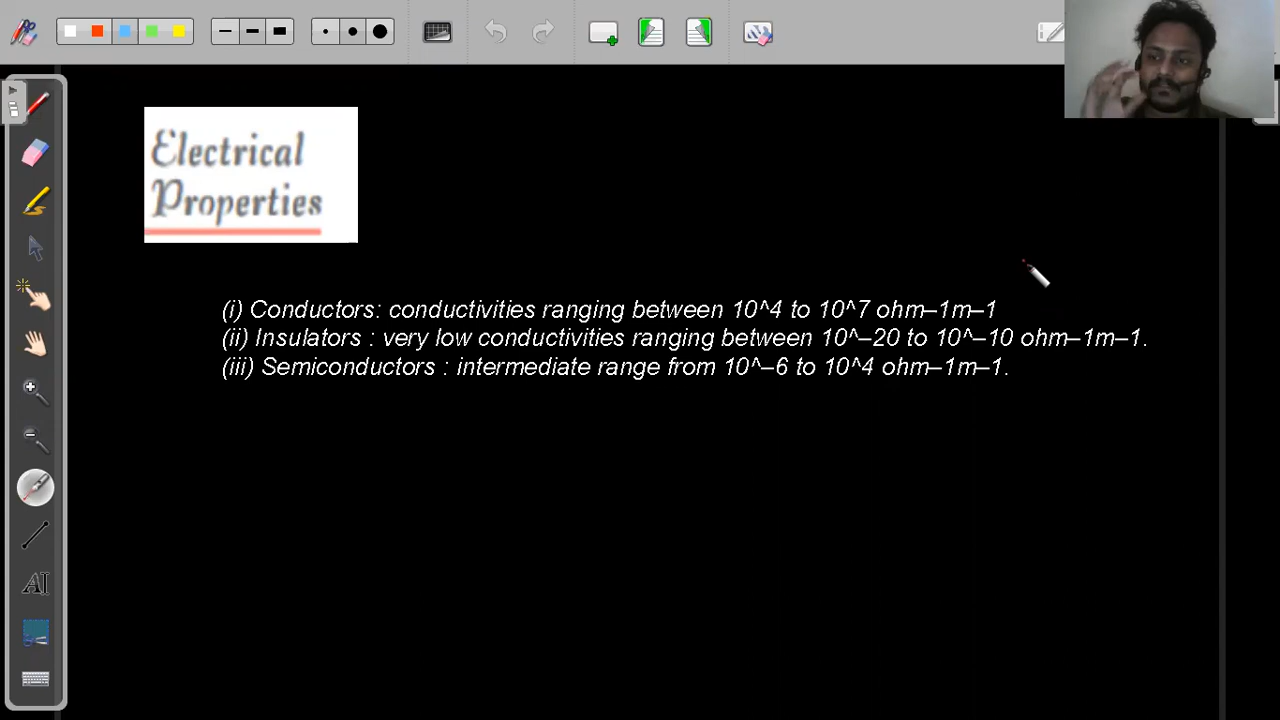 Electrical
Properties
(i) Conductors: conductivities ranging between 10^4 to 10^7 ohm–1m–1
(ii) Insulators : very low conductivities ranging between 10^–20 to 10^–10 ohm–1m–1.
(iii) Semiconductors : intermediate range from 10^–6 to 10^4 ohm–1m–1.
AI